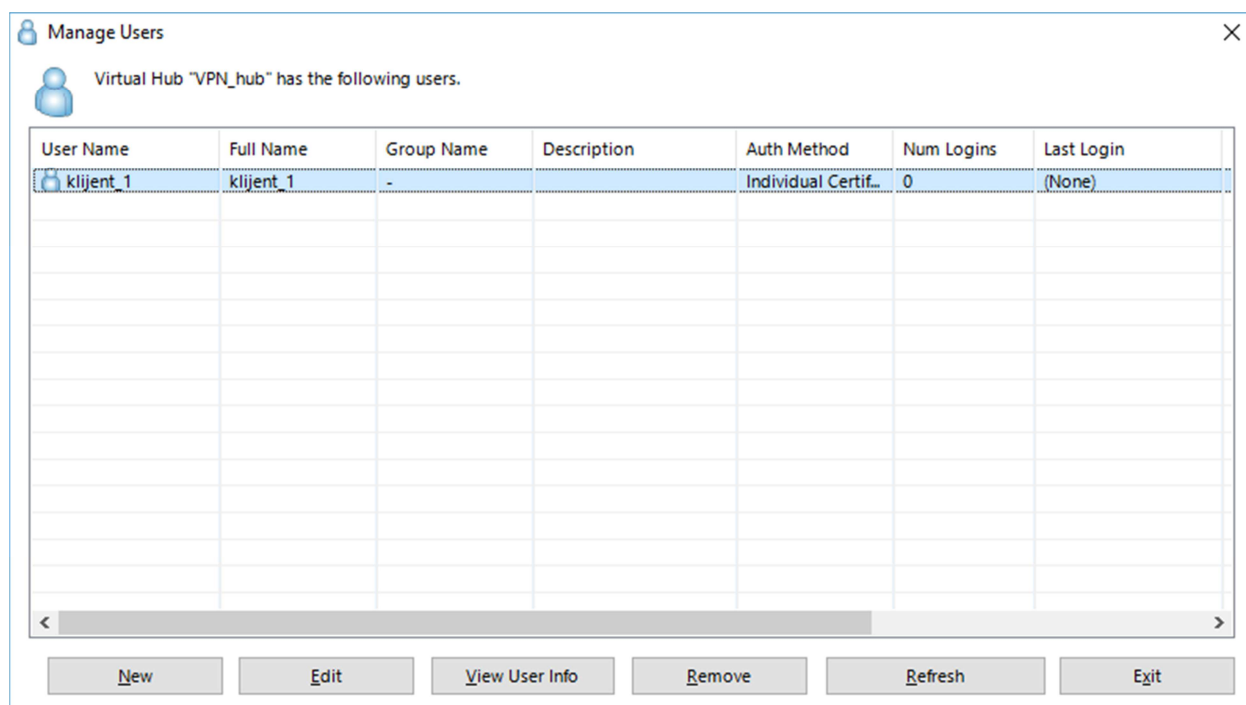 Manage Users
Virtual Hub "VPN_hub" has the following users.
User Name Full Name Group Name Description Auth Method Num Logins Last Login
klijent_1 klijent_1 - Individual Certif... 0 (None)
New Edit View User Info Remove Refresh Exit